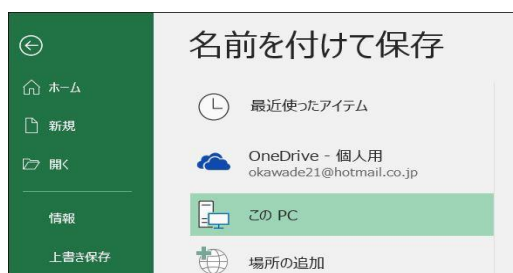 名前を付けて保存
ホーム
新規
開く
情報
上書き保存
最近使ったアイテム
OneDrive - 個人用
okawade21@hotmail.co.jp
この PC
場所の追加